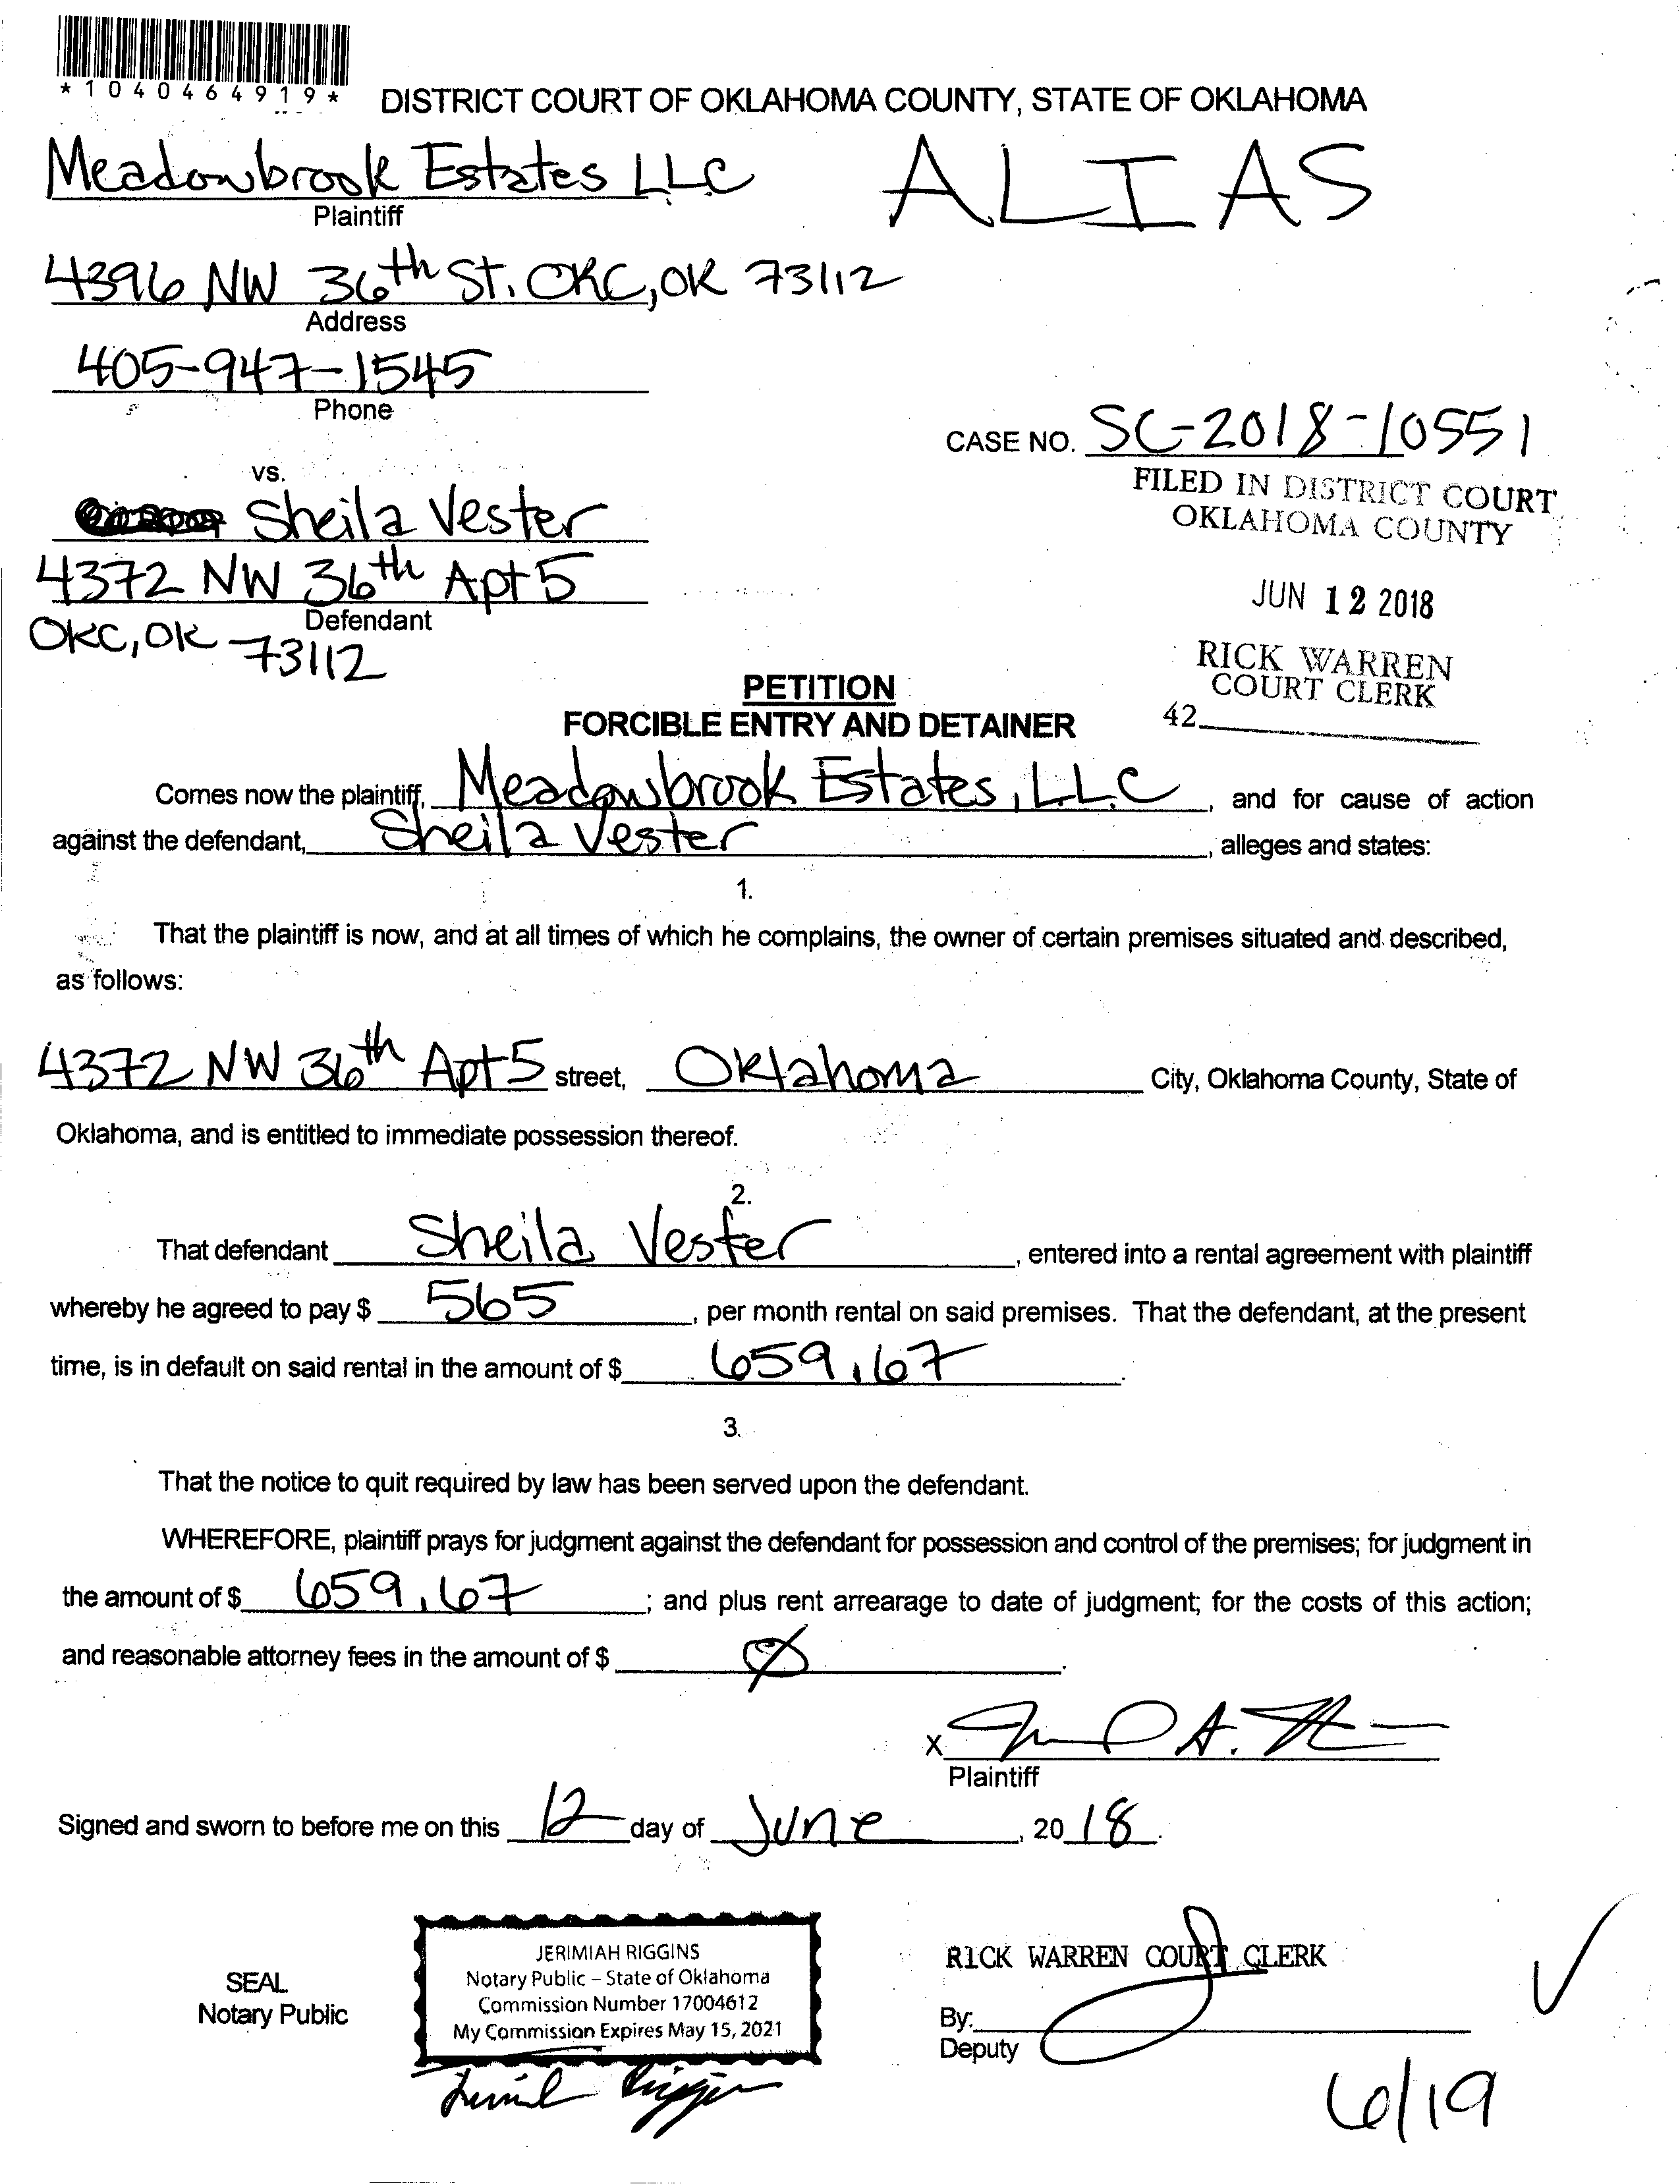 *1040464919*
DISTRICT COURT OF OKLAHOMA COUNTY, STATE OF OKLAHOMA
Meadowbrook Estates LLC
ALIAS
Plaintiff
4396 NW 36th St. OKC, OK 73112
Address
405-947-1545
Phone
CASE NO. SC-2018-10551
FILED IN DISTRICT COURT
OKLAHOMA COUNTY
JUN 12 2018
RICK WARREN
COURT CLERK
42
vs.
Sheila Vester
4372 NW 36th Apt 5
Defendant
OKC, OK 73112
PETITION
FORCIBLE ENTRY AND DETAINER
Comes now the plaintiff, Meadowbrook Estates, LLC, and for cause of action
against the defendant, Sheila Vester, alleges and states:
1.
That the plaintiff is now, and at all times of which he complains, the owner of certain premises situated and described,
as follows:
4372 NW 36th Apt 5 street, Oklahoma City, Oklahoma County, State of
Oklahoma, and is entitled to immediate possession thereof.
2.
That defendant Sheila Vester, entered into a rental agreement with plaintiff
whereby he agreed to pay $ 565, per month rental on said premises. That the defendant, at the present
time, is in default on said rental in the amount of $ 659.67.
3.
That the notice to quit required by law has been served upon the defendant.
WHEREFORE, plaintiff prays for judgment against the defendant for possession and control of the premises; for judgment in
the amount of $ 659.67; and plus rent arrearage to date of judgment; for the costs of this action;
and reasonable attorney fees in the amount of $ Ø.
X
Plaintiff
Signed and sworn to before me on this 12 day of June, 2018.
SEAL
Notary Public
JERIMIAH RIGGINS
Notary Public – State of Oklahoma
Commission Number 17004612
My Commission Expires May 15, 2021
RICK WARREN COURT CLERK
By:
Deputy
6/19